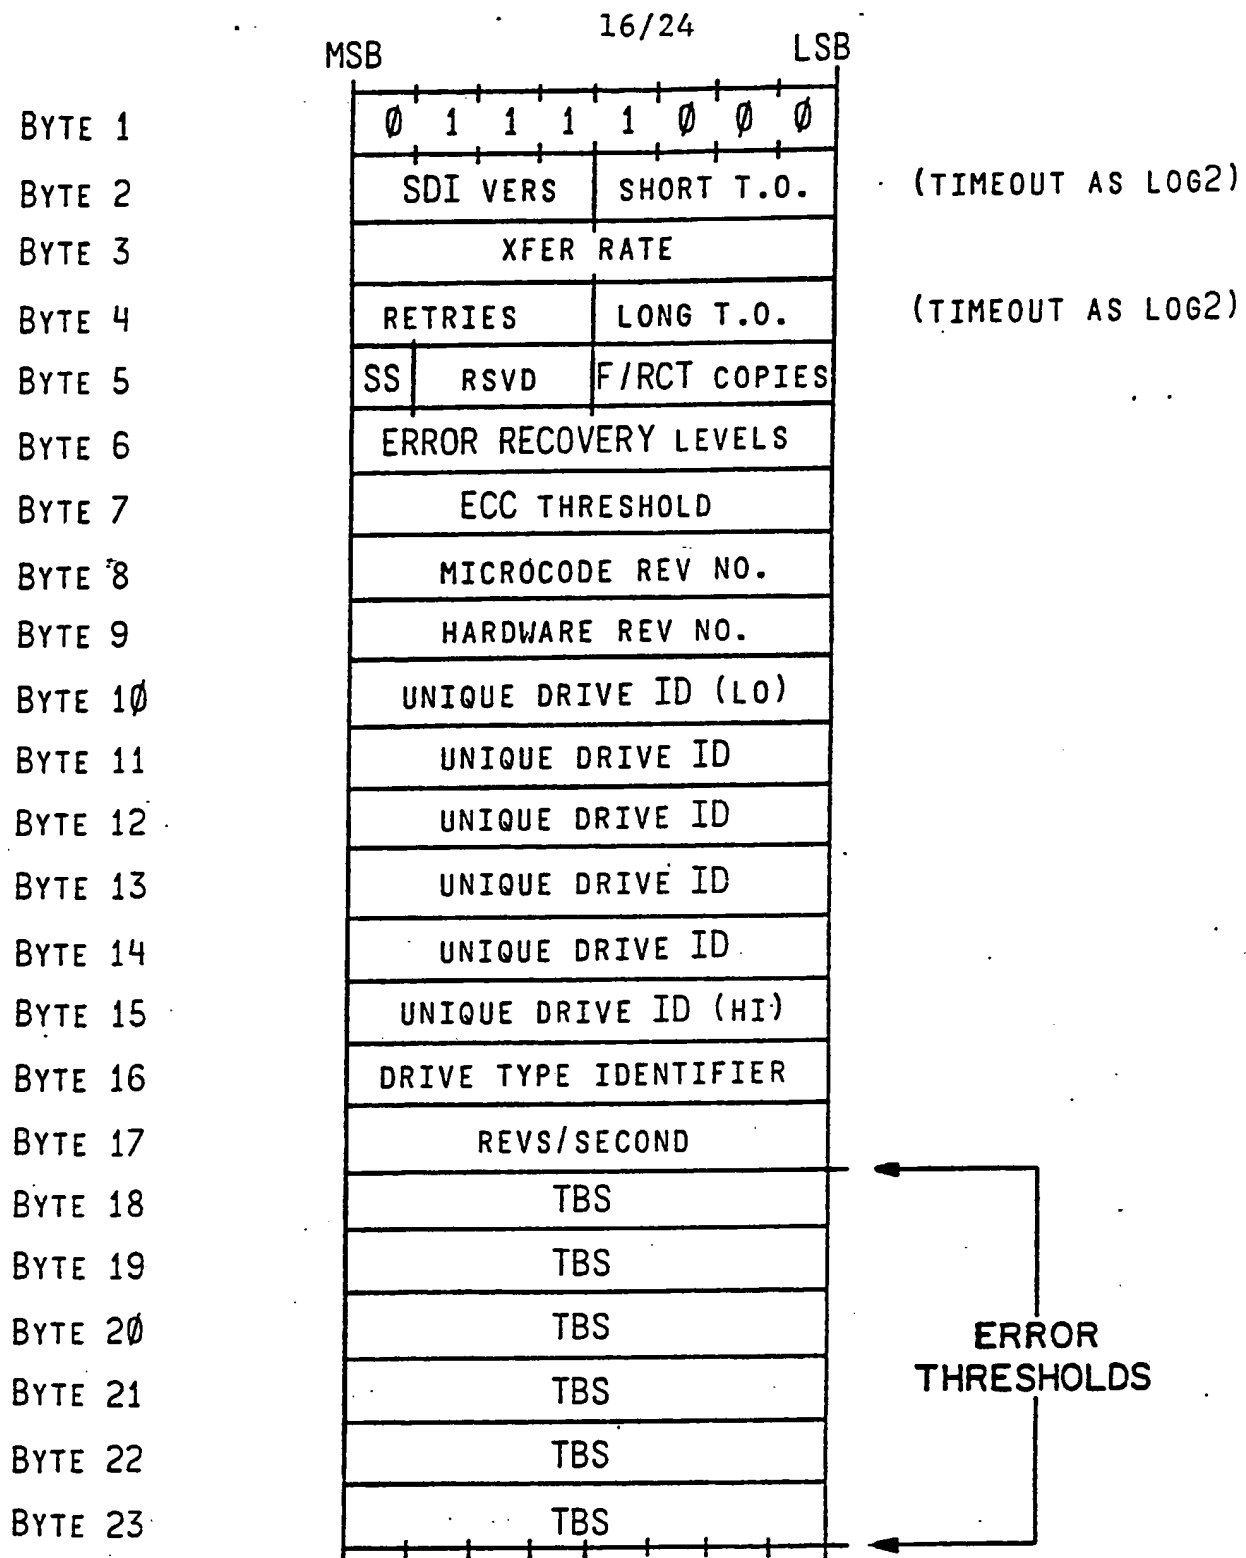 16/24
MSB LSB
BYTE 1 Ø 1 1 1 1 Ø Ø Ø
BYTE 2 SDI VERS SHORT T.O. (TIMEOUT AS LOG2)
BYTE 3 XFER RATE
BYTE 4 RETRIES LONG T.O. (TIMEOUT AS LOG2)
BYTE 5 SS RSVD F/RCT COPIES
BYTE 6 ERROR RECOVERY LEVELS
BYTE 7 ECC THRESHOLD
BYTE 8 MICROCODE REV NO.
BYTE 9 HARDWARE REV NO.
BYTE 1Ø UNIQUE DRIVE ID (LO)
BYTE 11 UNIQUE DRIVE ID
BYTE 12 UNIQUE DRIVE ID
BYTE 13 UNIQUE DRIVE ID
BYTE 14 UNIQUE DRIVE ID
BYTE 15 UNIQUE DRIVE ID (HI)
BYTE 16 DRIVE TYPE IDENTIFIER
BYTE 17 REVS/SECOND
BYTE 18 TBS
BYTE 19 TBS
BYTE 2Ø TBS
BYTE 21 TBS
BYTE 22 TBS
BYTE 23 TBS
ERROR
THRESHOLDS